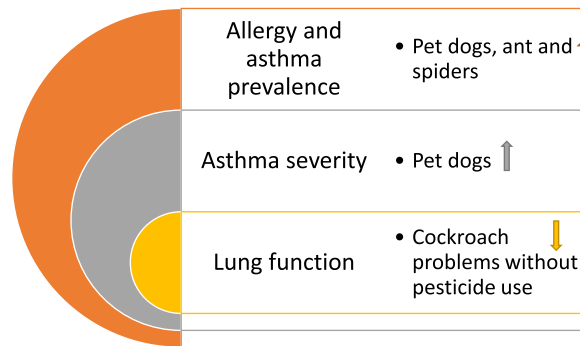 Allergy and
asthma
prevalence
• Pet dogs, ant and
spiders
Asthma severity
• Pet dogs
Lung function
• Cockroach
problems without
pesticide use